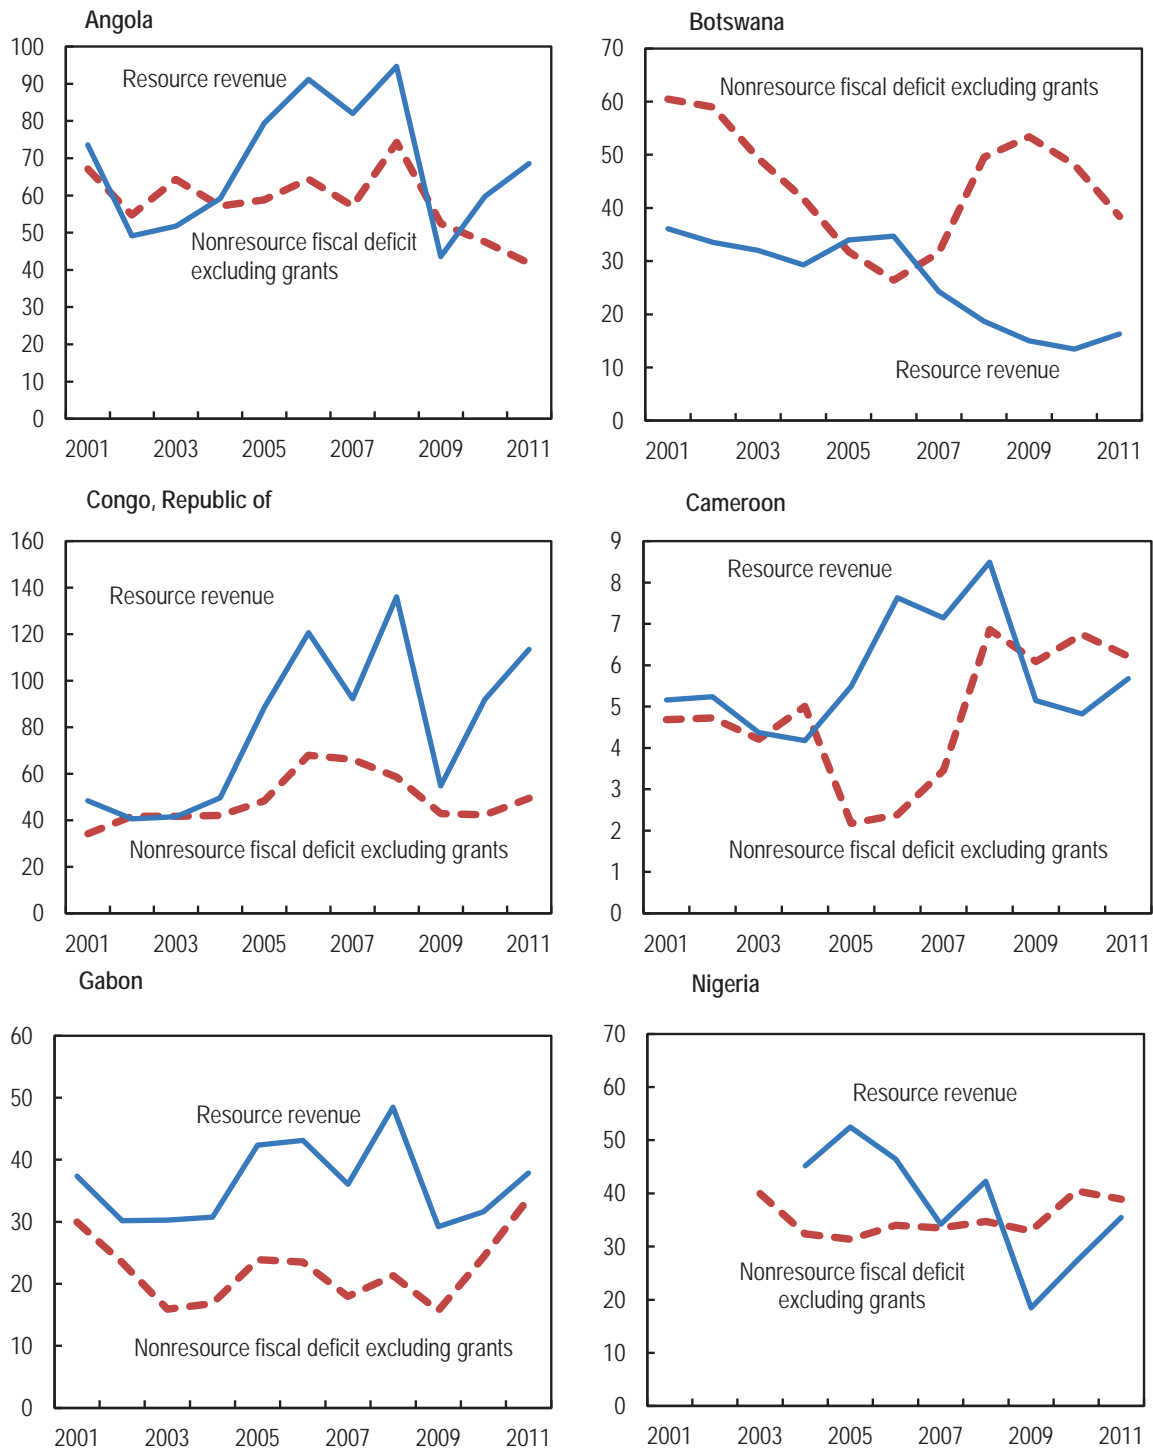 Angola
100
90
80
70
60
50
40
30
20
10
0
Resource revenue
Nonresource fiscal deficit
excluding grants
2001 2003 2005 2007 2009 2011
Botswana
70
60
50
40
30
20
10
0
Nonresource fiscal deficit excluding grants
Resource revenue
2001 2003 2005 2007 2009 2011
Congo, Republic of
160
140
120
100
80
60
40
20
0
Resource revenue
Nonresource fiscal deficit excluding grants
2001 2003 2005 2007 2009 2011
Cameroon
9
8
7
6
5
4
3
2
1
0
Resource revenue
Nonresource fiscal deficit excluding grants
2001 2003 2005 2007 2009 2011
Gabon
60
50
40
30
20
10
0
Resource revenue
Nonresource fiscal deficit excluding grants
2001 2003 2005 2007 2009 2011
Nigeria
70
60
50
40
30
20
10
0
Resource revenue
Nonresource fiscal deficit
excluding grants
2001 2003 2005 2007 2009 2011